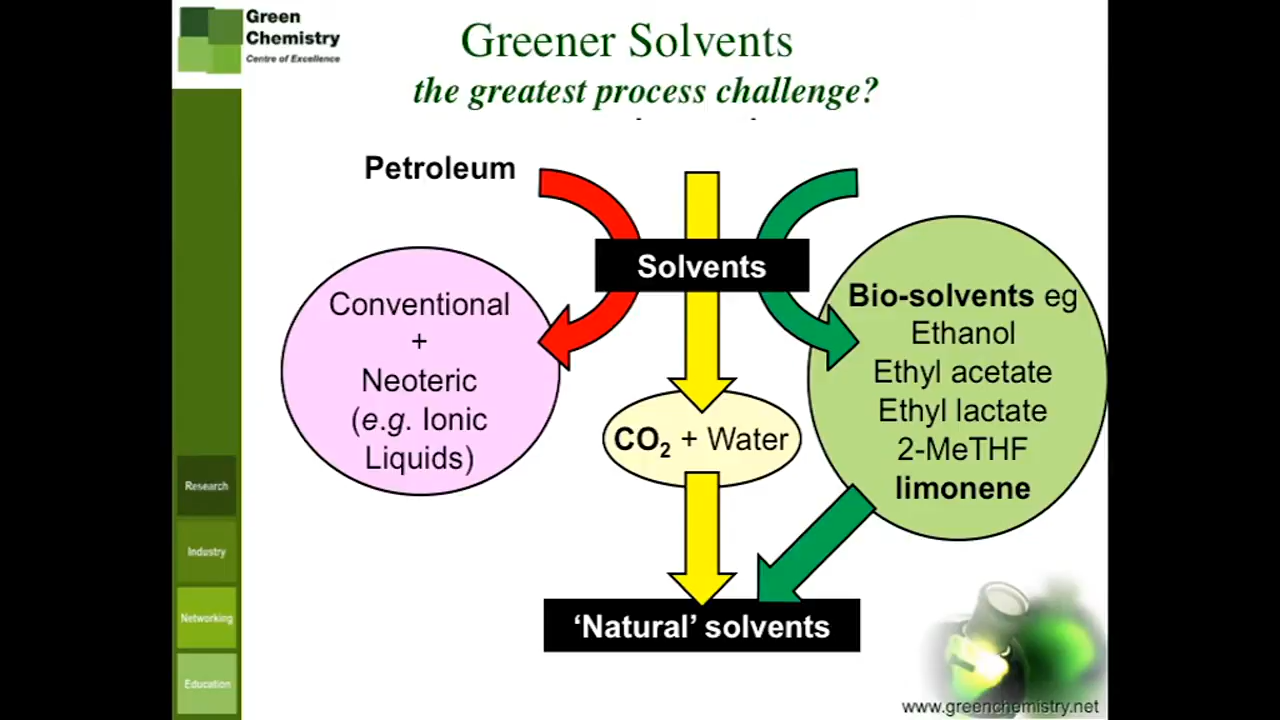 Green
Chemistry
Centre of Excellence
Greener Solvents
the greatest process challenge?
Petroleum
Solvents
Conventional
+
Neoteric
(e.g. Ionic
Liquids)
CO₂ + Water
Bio-solvents eg
Ethanol
Ethyl acetate
Ethyl lactate
2-MeTHF
limonene
‘Natural’ solvents
Research
Industry
Networking
Education
www.greenchemistry.net